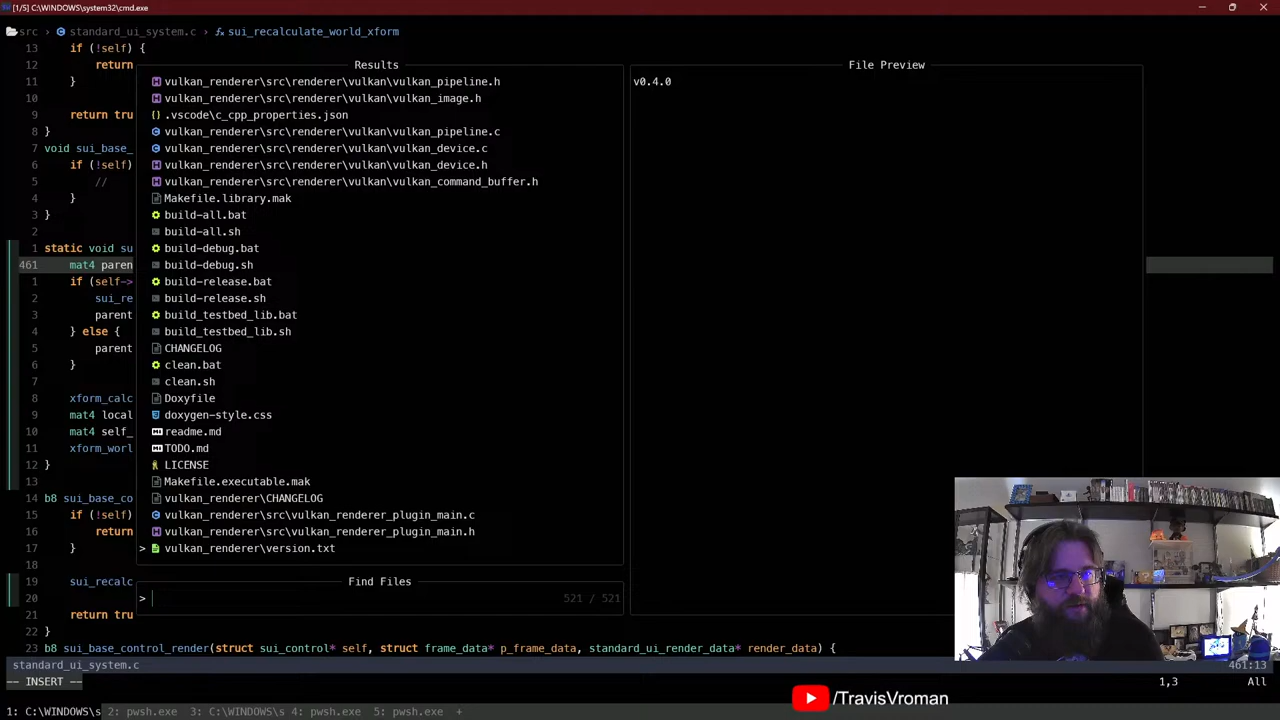 [1/5] C:\WINDOWS\system32\cmd.exe
src › standard_ui_system.c › sui_recalculate_world_xform
13 if (!self) {
12 return
11 }
10
9 return tru
8 }
7 void sui_base_
6 if (!self)
5 //
4 }
3 }
2
1 static void su
461 mat4 paren
1 if (self->
2 sui_re
3 parent
4 } else {
5 parent
6 }
7
8 xform_calc
9 mat4 local
10 mat4 self_
11 xform_worl
12 }
13
14 b8 sui_base_co
15 if (!self)
16 return
17 }
18
19 sui_recalc
20
21 return tru
22 }
23 b8 sui_base_control_render(struct sui_control* self, struct frame_data* p_frame_data, standard_ui_render_data* render_data) {
Results
vulkan_renderer\src\renderer\vulkan\vulkan_pipeline.h
vulkan_renderer\src\renderer\vulkan\vulkan_image.h
.vscode\c_cpp_properties.json
vulkan_renderer\src\renderer\vulkan\vulkan_pipeline.c
vulkan_renderer\src\renderer\vulkan\vulkan_device.c
vulkan_renderer\src\renderer\vulkan\vulkan_device.h
vulkan_renderer\src\renderer\vulkan\vulkan_command_buffer.h
Makefile.library.mak
build-all.bat
build-all.sh
build-debug.bat
build-debug.sh
build-release.bat
build-release.sh
build_testbed_lib.bat
build_testbed_lib.sh
CHANGELOG
clean.bat
clean.sh
Doxyfile
doxygen-style.css
readme.md
TODO.md
LICENSE
Makefile.executable.mak
vulkan_renderer\CHANGELOG
vulkan_renderer\src\vulkan_renderer_plugin_main.c
vulkan_renderer\src\vulkan_renderer_plugin_main.h
> vulkan_renderer\version.txt
Find Files
> 521 / 521
File Preview
v0.4.0
standard_ui_system.c 461:13
-- INSERT -- 1,3 All
/TravisVroman
1: C:\WINDOWS\s 2: pwsh.exe 3: C:\WINDOWS\s 4: pwsh.exe 5: pwsh.exe +